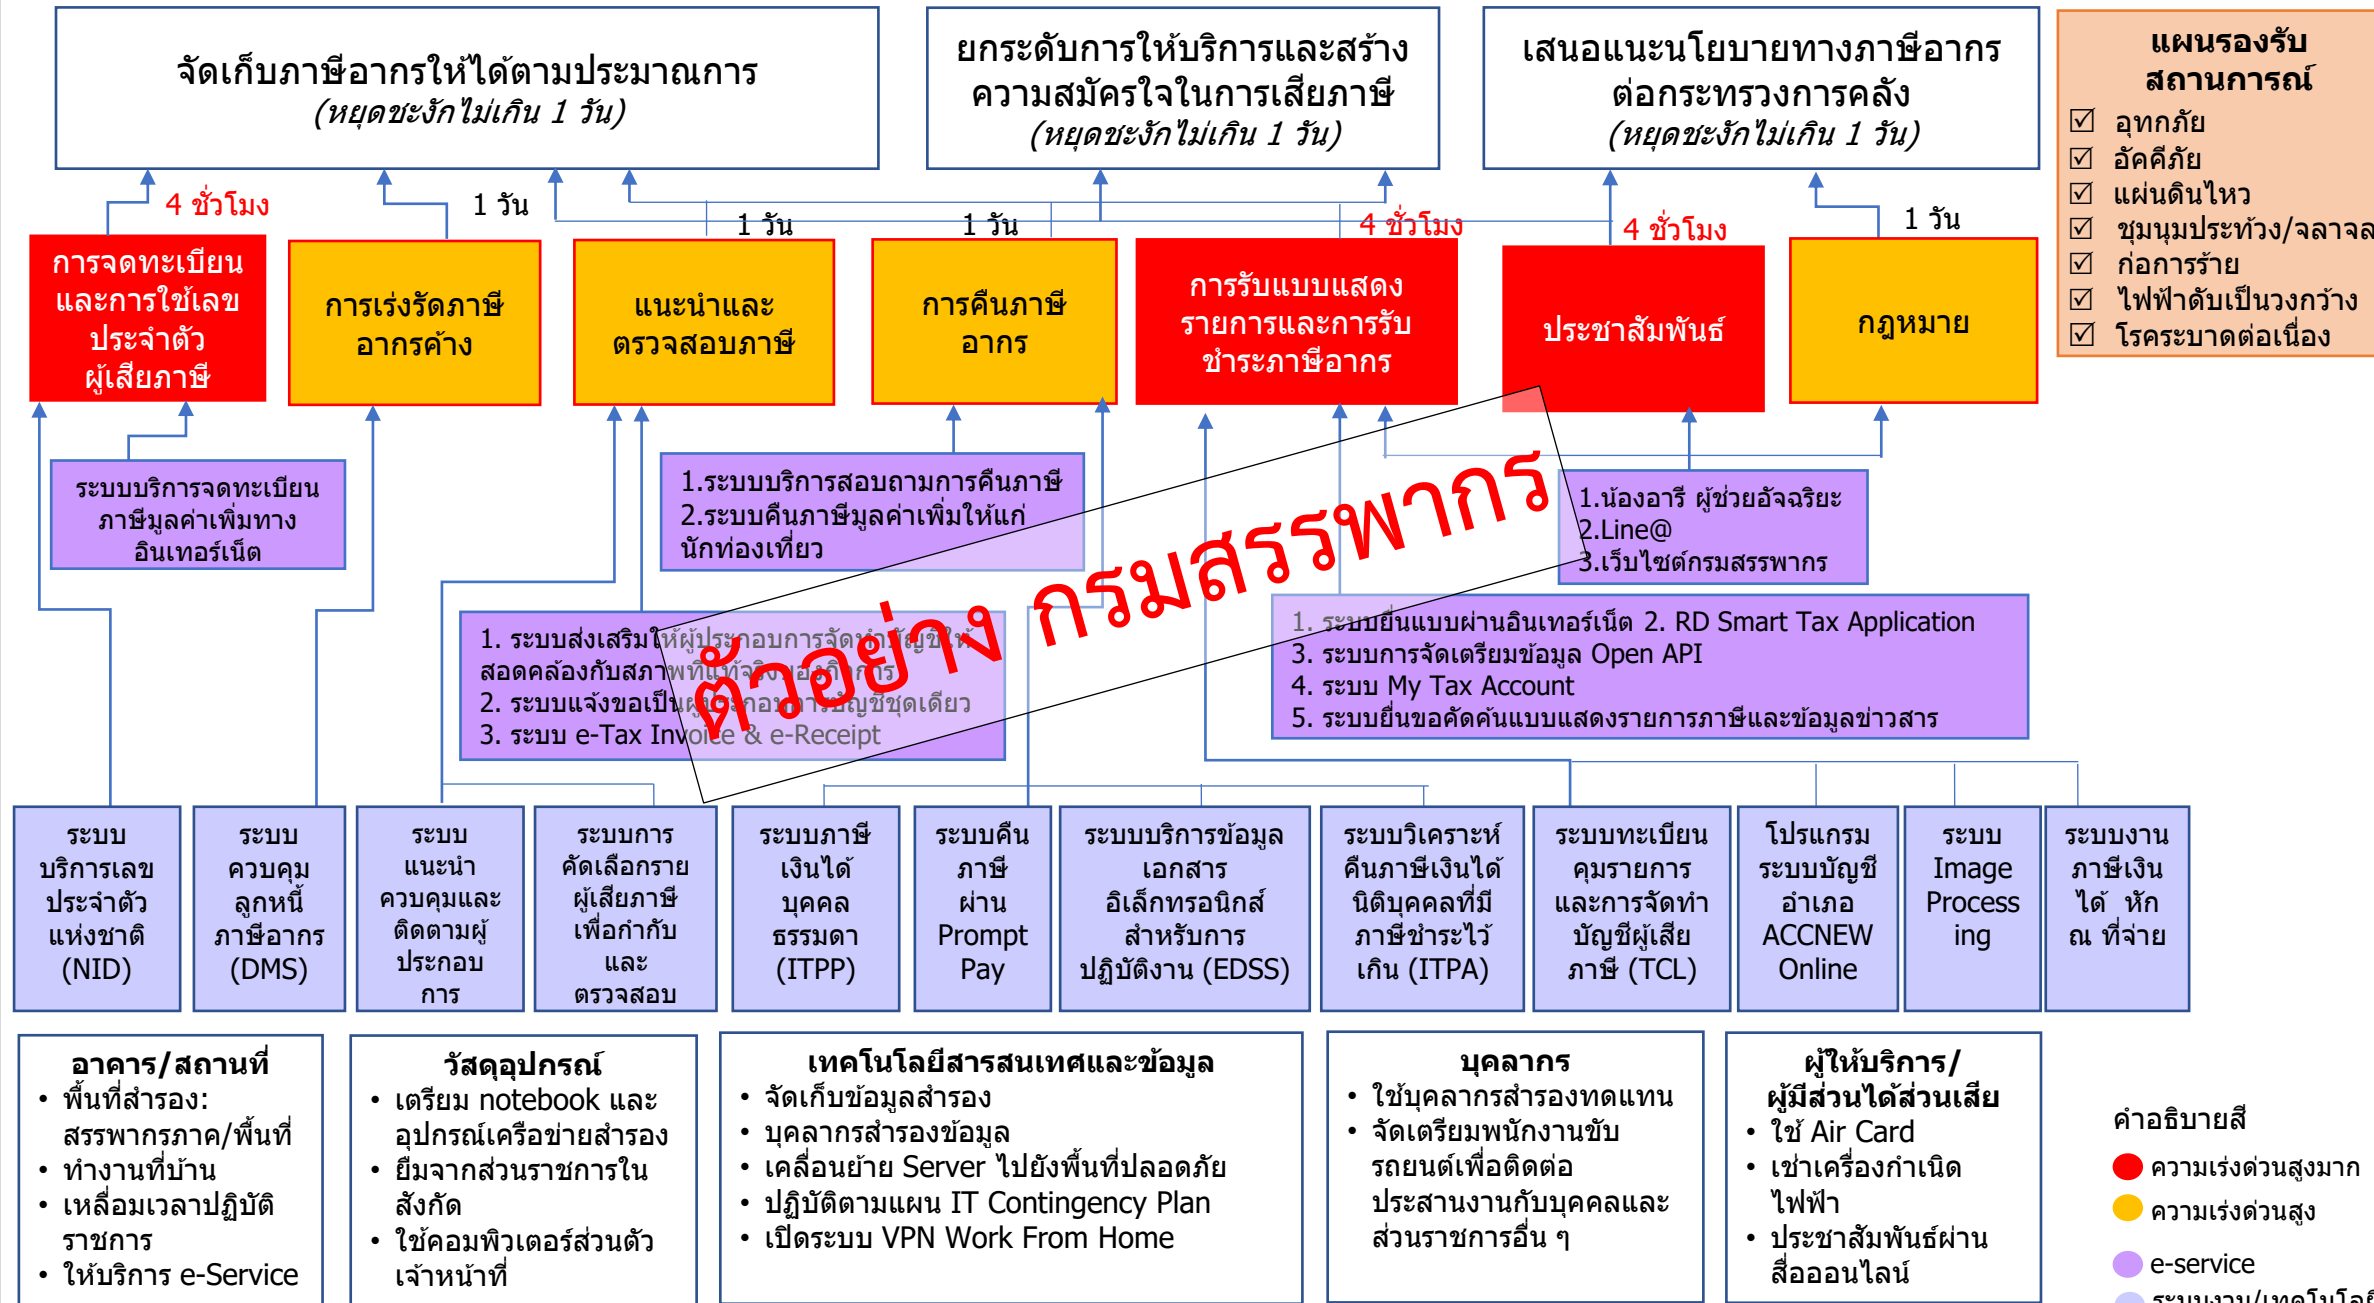 จัดเก็บภาษีอากรให้ได้ตามประมาณการ
(หยุดชะงักไม่เกิน 1 วัน)
ยกระดับการให้บริการและสร้าง
ความสมัครใจในการเสียภาษี
(หยุดชะงักไม่เกิน 1 วัน)
เสนอแนะนโยบายทางภาษีอากร
ต่อกระทรวงการคลัง
(หยุดชะงักไม่เกิน 1 วัน)
แผนรองรับ
สถานการณ์
☑ อุทกภัย
☑ อัคคีภัย
☑ แผ่นดินไหว
☑ ชุมนุมประท้วง/จลาจล
☑ ก่อการร้าย
☑ ไฟฟ้าดับเป็นวงกว้าง
☑ โรคระบาดต่อเนื่อง
4 ชั่วโมง
1 วัน
1 วัน
1 วัน
4 ชั่วโมง
4 ชั่วโมง
1 วัน
การจดทะเบียน
และการใช้เลข
ประจำตัว
ผู้เสียภาษี
การเร่งรัดภาษี
อากรค้าง
แนะนำและ
ตรวจสอบภาษี
การคืนภาษี
อากร
การรับแบบแสดง
รายการและการรับ
ชำระภาษีอากร
ประชาสัมพันธ์
กฎหมาย
ระบบบริการจดทะเบียน
ภาษีมูลค่าเพิ่มทาง
อินเทอร์เน็ต
1.ระบบบริการสอบถามการคืนภาษี
2.ระบบคืนภาษีมูลค่าเพิ่มให้แก่
นักท่องเที่ยว
1.น้องอารี ผู้ช่วยอัจฉริยะ
2.Line@
3.เว็บไซต์กรมสรรพากร
ตัวอย่าง กรมสรรพากร
1. ระบบส่งเสริมให้ผู้ประกอบการจัดทำบัญชีให้
สอดคล้องกับสภาพที่แท้จริงของกิจการ
2. ระบบแจ้งขอเป็นผู้ประกอบการบัญชีชุดเดียว
3. ระบบ e-Tax Invoice & e-Receipt
1. ระบบยื่นแบบผ่านอินเทอร์เน็ต 2. RD Smart Tax Application
3. ระบบการจัดเตรียมข้อมูล Open API
4. ระบบ My Tax Account
5. ระบบยื่นขอคัดค้นแบบแสดงรายการภาษีและข้อมูลข่าวสาร
ระบบ
บริการเลข
ประจำตัว
แห่งชาติ
(NID)
ระบบ
ควบคุม
ลูกหนี้
ภาษีอากร
(DMS)
ระบบ
แนะนำ
ควบคุมและ
ติดตามผู้
ประกอบ
การ
ระบบการ
คัดเลือกราย
ผู้เสียภาษี
เพื่อกำกับ
และ
ตรวจสอบ
ระบบภาษี
เงินได้
บุคคล
ธรรมดา
(ITPP)
ระบบคืน
ภาษี
ผ่าน
Prompt
Pay
ระบบบริการข้อมูล
เอกสาร
อิเล็กทรอนิกส์
สำหรับการ
ปฏิบัติงาน (EDSS)
ระบบวิเคราะห์
คืนภาษีเงินได้
นิติบุคคลที่มี
ภาษีชำระไว้
เกิน (ITPA)
ระบบทะเบียน
คุมรายการ
และการจัดทำ
บัญชีผู้เสีย
ภาษี (TCL)
โปรแกรม
ระบบบัญชี
อำเภอ
ACCNEW
Online
ระบบ
Image
Process
ing
ระบบงาน
ภาษีเงิน
ได้ หัก
ณ ที่จ่าย
อาคาร/สถานที่
• พื้นที่สำรอง:
สรรพากรภาค/พื้นที่
• ทำงานที่บ้าน
• เหลื่อมเวลาปฏิบัติ
ราชการ
• ให้บริการ e-Service
วัสดุอุปกรณ์
• เตรียม notebook และ
อุปกรณ์เครือข่ายสำรอง
• ยืมจากส่วนราชการใน
สังกัด
• ใช้คอมพิวเตอร์ส่วนตัว
เจ้าหน้าที่
เทคโนโลยีสารสนเทศและข้อมูล
• จัดเก็บข้อมูลสำรอง
• บุคลากรสำรองข้อมูล
• เคลื่อนย้าย Server ไปยังพื้นที่ปลอดภัย
• ปฏิบัติตามแผน IT Contingency Plan
• เปิดระบบ VPN Work From Home
บุคลากร
• ใช้บุคลากรสำรองทดแทน
• จัดเตรียมพนักงานขับ
รถยนต์เพื่อติดต่อ
ประสานงานกับบุคคลและ
ส่วนราชการอื่น ๆ
ผู้ให้บริการ/
ผู้มีส่วนได้ส่วนเสีย
• ใช้ Air Card
• เช่าเครื่องกำเนิด
ไฟฟ้า
• ประชาสัมพันธ์ผ่าน
สื่อออนไลน์
คำอธิบายสี
ความเร่งด่วนสูงมาก
ความเร่งด่วนสูง
e-service
ระบบงาน/เทคโนโลยี